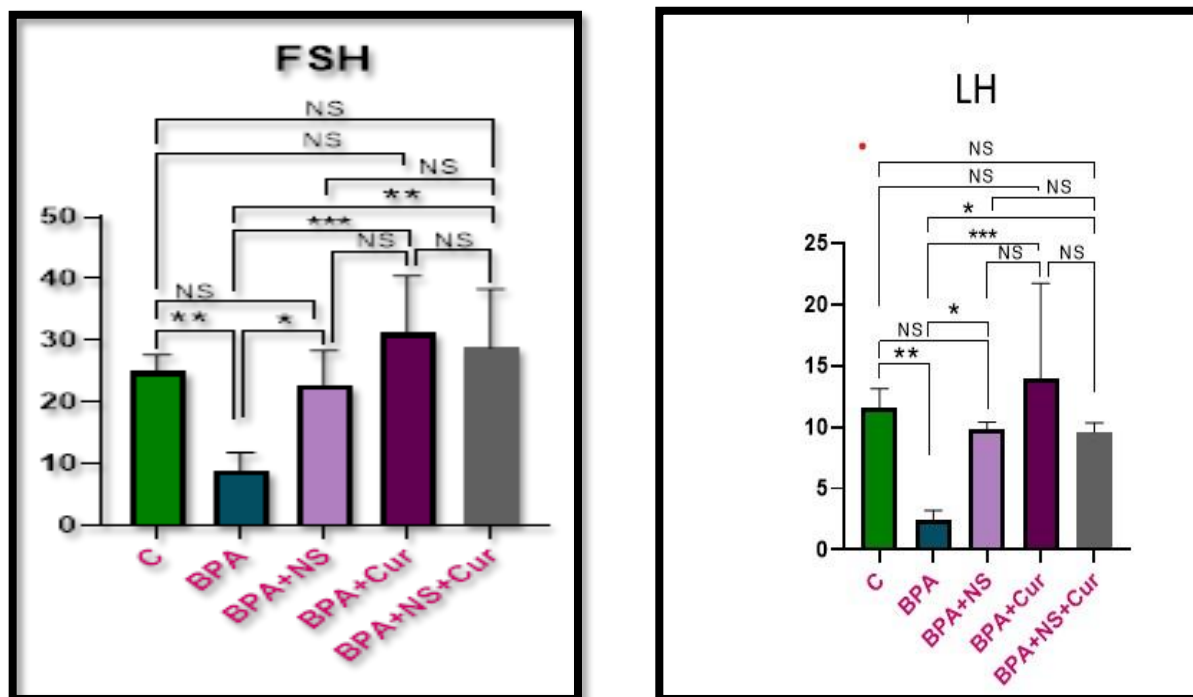 FSH
NS
NS
NS
**
***
NS
NS
NS
**
*
50
40
30
20
10
0
C
BPA
BPA+NS
BPA+Cur
BPA+NS+Cur
LH
NS
NS
NS
*
***
NS
NS
*
NS
**
25
20
15
10
5
0
C
BPA
BPA+NS
BPA+Cur
BPA+NS+Cur